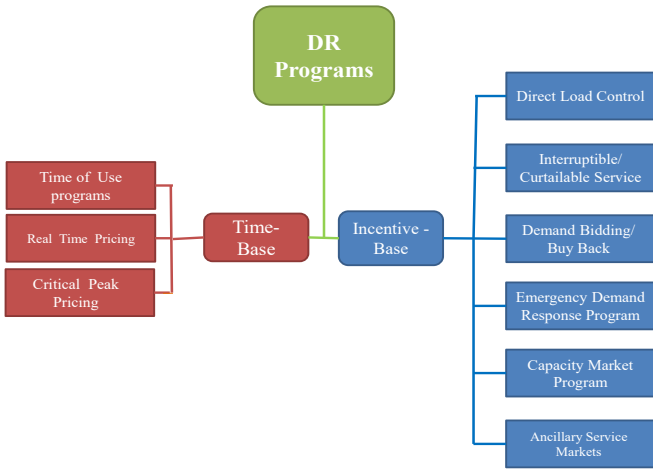 DR
Programs
Time of Use
programs
Real Time Pricing
Critical Peak
Pricing
Time-
Base
Incentive -
Base
Direct Load Control
Interruptible/
Curtailable Service
Demand Bidding/
Buy Back
Emergency Demand
Response Program
Capacity Market
Program
Ancillary Service
Markets